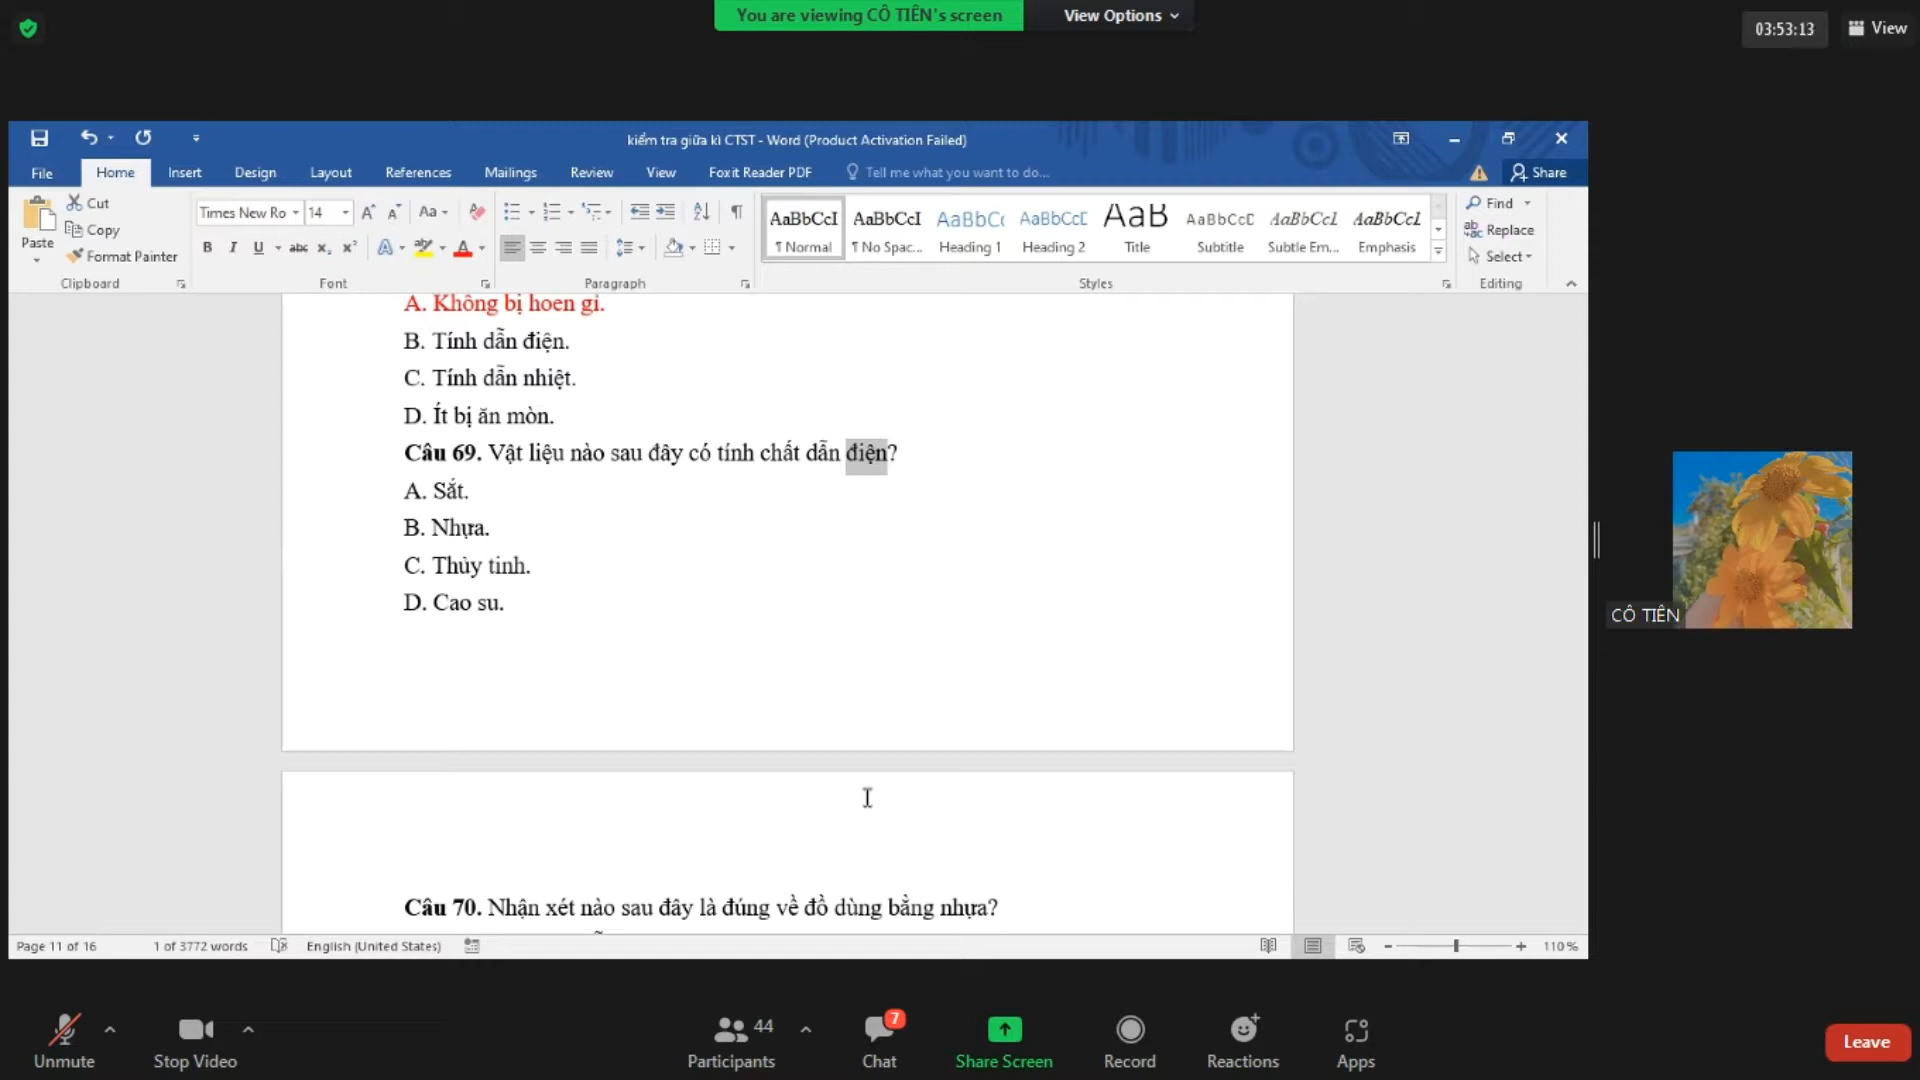 You are viewing CÔ TIÊN's screen
View Options
03:53:13
View
kiểm tra giữa kì CTST - Word (Product Activation Failed)
File
Home
Insert
Design
Layout
References
Mailings
Review
View
Foxit Reader PDF
Tell me what you want to do...
Share
Paste
Cut
Copy
Format Painter
Clipboard
Times New Ro
14
Font
Paragraph
AaBbCcI
¶ Normal
AaBbCcI
¶ No Spac...
AaBbCc
Heading 1
AaBbCcD
Heading 2
AaB
Title
AaBbCcD
Subtitle
AaBbCcI
Subtle Em...
AaBbCcI
Emphasis
Styles
Find
Replace
Select
Editing
A. Không bị hoen gỉ.
B. Tính dẫn điện.
C. Tính dẫn nhiệt.
D. Ít bị ăn mòn.
Câu 69. Vật liệu nào sau đây có tính chất dẫn điện?
A. Sắt.
B. Nhựa.
C. Thủy tinh.
D. Cao su.
Câu 70. Nhận xét nào sau đây là đúng về đồ dùng bằng nhựa?
Page 11 of 16
1 of 3772 words
English (United States)
110 %
CÔ TIÊN
Unmute
Stop Video
Participants
44
Chat
7
Share Screen
Record
Reactions
Apps
Leave